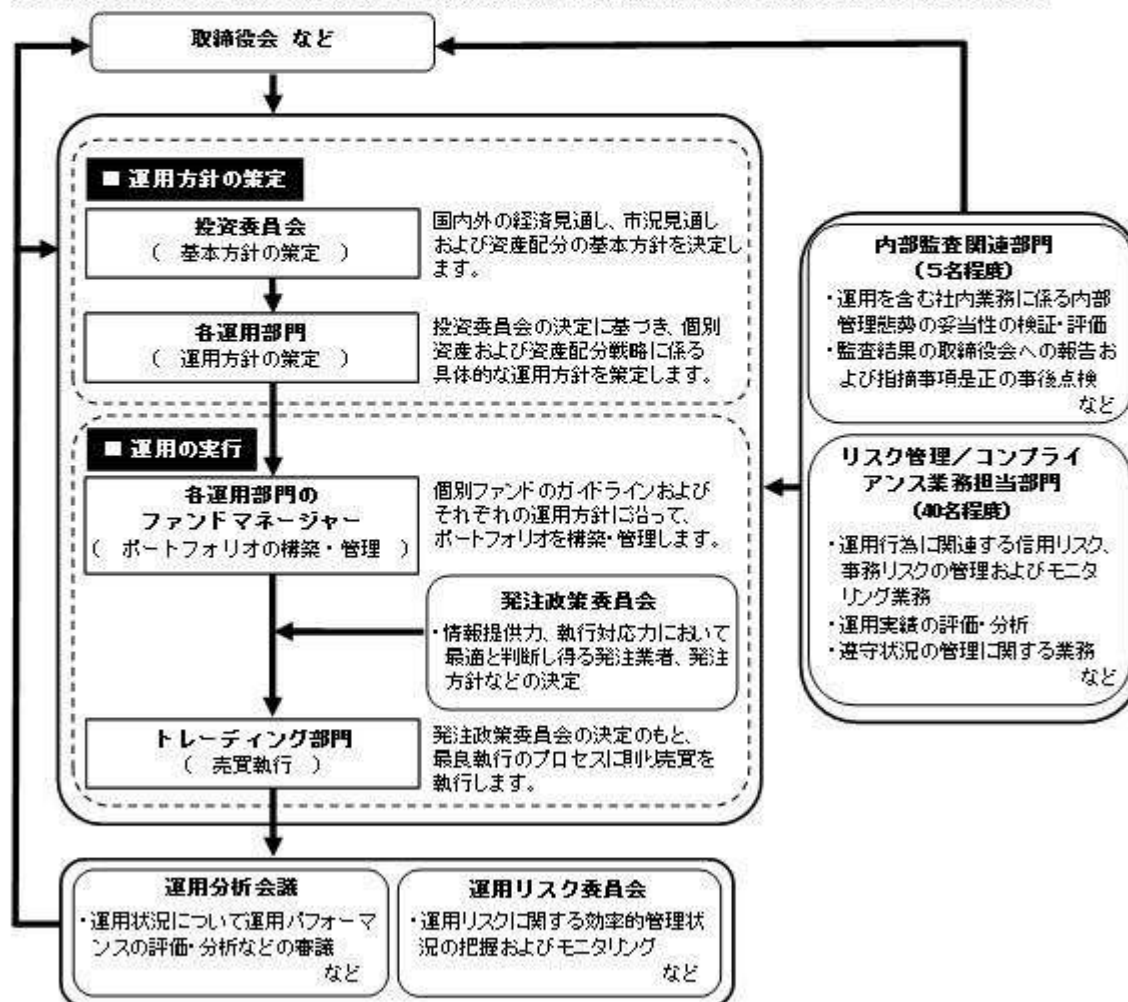 取締役会 など
■ 運用方針の策定
投資委員会
( 基本方針の策定 )
国内外の経済見通し、市況見通し
および資産配分の基本方針を決定し
ます。
各運用部門
( 運用方針の策定 )
投資委員会の決定に基づき、個別
資産および資産配分戦略に係る
具体的な運用方針を策定します。
■ 運用の実行
各運用部門の
ファンドマネージャー
( ポートフォリオの構築・管理 )
個別ファンドのガイドラインおよび
それぞれの運用方針に沿って、
ポートフォリオを構築・管理します。
発注政策委員会
・情報提供力、執行対応力において
最適と判断し得る発注業者、発注
方針などの決定
トレーディング部門
( 売買執行 )
発注政策委員会の決定のもと、
最良執行のプロセスに則り売買を
執行します。
運用分析会議
・運用状況について運用パフォーマ
ンスの評価・分析などの審議
など
運用リスク委員会
・運用リスクに関する効率的管理状
況の把握およびモニタリング
など
内部監査関連部門
(5名程度)
・運用を含む社内業務に係る内部
管理態勢の妥当性の検証・評価
・監査結果の取締役会への報告お
よび指摘事項是正の事後点検
など
リスク管理/コンプライ
アンス業務担当部門
(40名程度)
・運用行為に関連する信用リスク、
事務リスクの管理およびモニタ
リング業務
・運用実績の評価・分析
・遵守状況の管理に関する業務
など